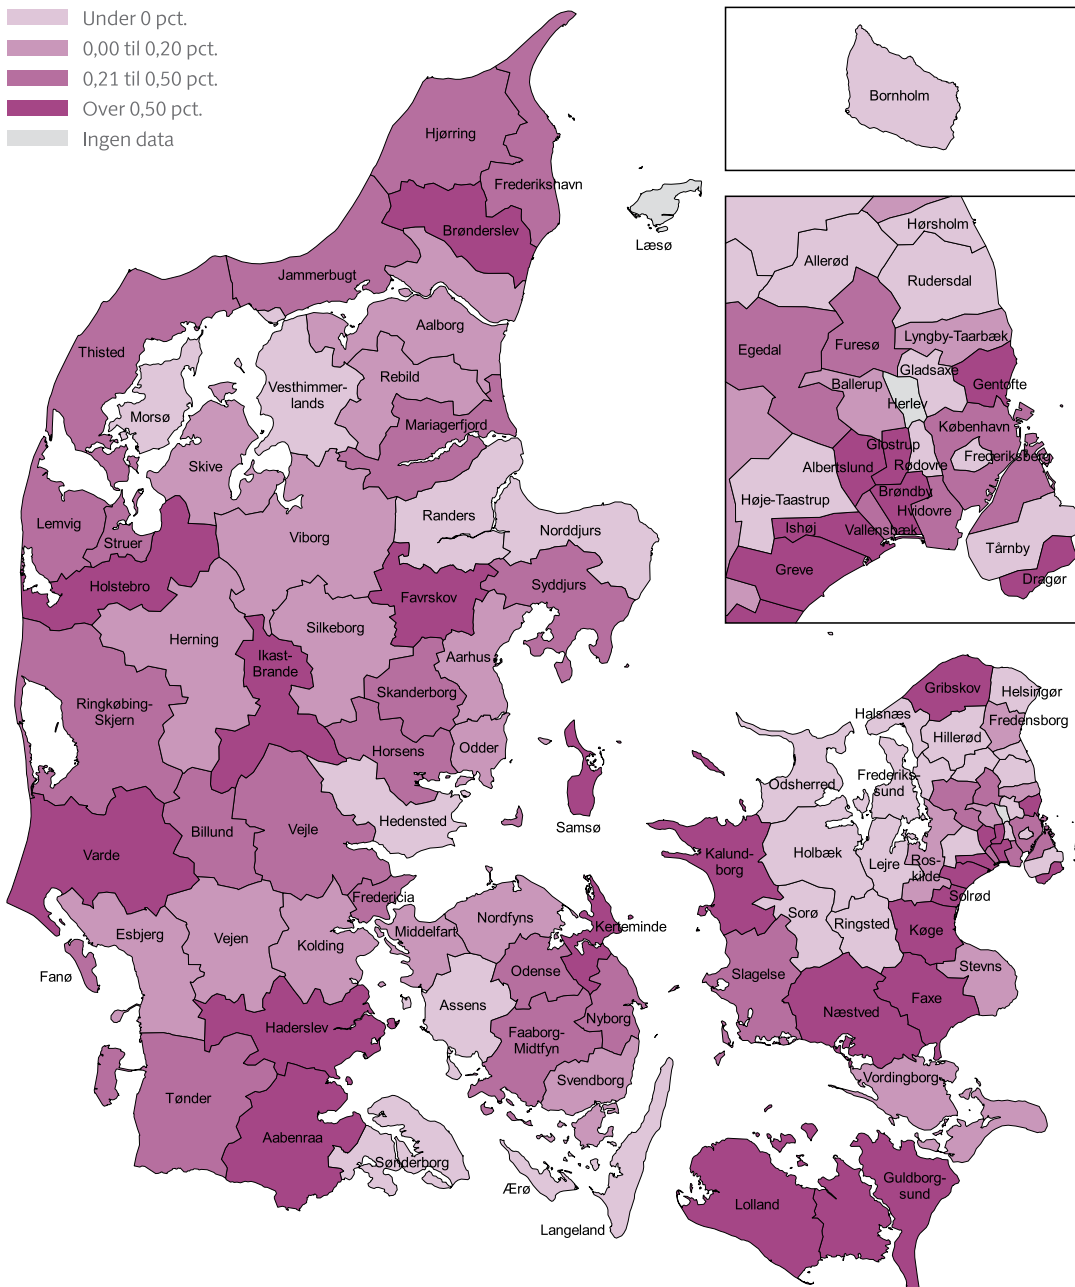 Under 0 pct.
0,00 til 0,20 pct.
0,21 til 0,50 pct.
Over 0,50 pct.
Ingen data
Bornholm
Hjørring
Frederikshavn
Brønderslev
Læsø
Jammerbugt
Aalborg
Thisted
Rebild
Vesthimmer-
lands
Morsø
Mariagerfjord
Skive
Lemvig
Struer
Viborg
Randers
Norddjurs
Holstebro
Favrskov
Syddjurs
Herning
Silkeborg
Ikast-
Brande
Aarhus
Skanderborg
Ringkøbing-
Skjern
Horsens
Odder
Hedensted
Samsø
Billund
Vejle
Varde
Fredericia
Esbjerg
Vejen
Kolding
Middelfart
Nordfyns
Kerteminde
Fanø
Odense
Assens
Haderslev
Faaborg-
Midtfyn
Nyborg
Svendborg
Tønder
Aabenraa
Sønderborg
Ærø
Langeland
Hørsholm
Allerød
Rudersdal
Egedal
Furesø
Lyngby-Taarbæk
Gladsaxe
Ballerup
Gentofte
Herlev
København
Glostrup
Frederiksberg
Albertslund
Rødovre
Høje-Taastrup
Brøndby
Hvidovre
Ishøj
Vallensbæk
Tårnby
Greve
Dragør
Gribskov
Helsingør
Halsnæs
Fredensborg
Hillerød
Frederiks-
sund
Odsherred
Holbæk
Lejre
Ros-
kilde
Kalund-
borg
Solrød
Sorø
Ringsted
Køge
Slagelse
Stevns
Næstved
Faxe
Vordingborg
Guldborg-
sund
Lolland